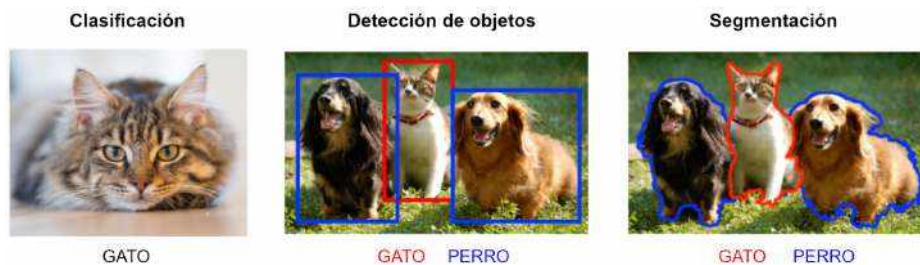 Clasificación
Detección de objetos
Segmentación
GATO
GATO PERRO
GATO PERRO